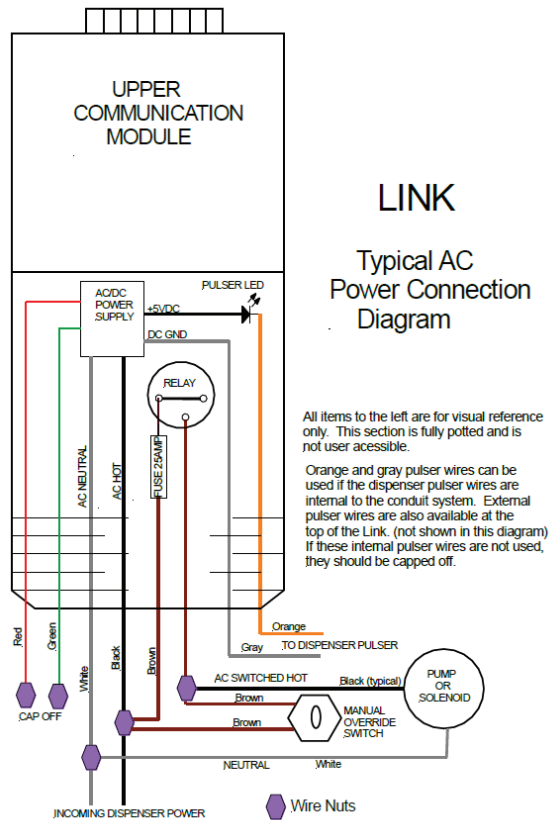 UPPER
COMMUNICATION
MODULE
LINK
Typical AC
Power Connection
Diagram
AC/DC
POWER
SUPPLY
+5VDC
PULSER LED
DC GND
RELAY
FUSE 25AMP
AC NEUTRAL
AC HOT
All items to the left are for visual reference
only. This section is fully potted and is
not user acessible.
Orange and gray pulser wires can be
used if the dispenser pulser wires are
internal to the conduit system. External
pulser wires are also available at the
top of the Link. (not shown in this diagram)
If these internal pulser wires are not used,
they should be capped off.
Orange
Gray
TO DISPENSER PULSER
Red
Green
White
Black
Brown
AC SWITCHED HOT
Black (typical)
PUMP
OR
SOLENOID
Brown
Brown
MANUAL
OVERRIDE
SWITCH
CAP OFF
NEUTRAL
White
INCOMING DISPENSER POWER
Wire Nuts